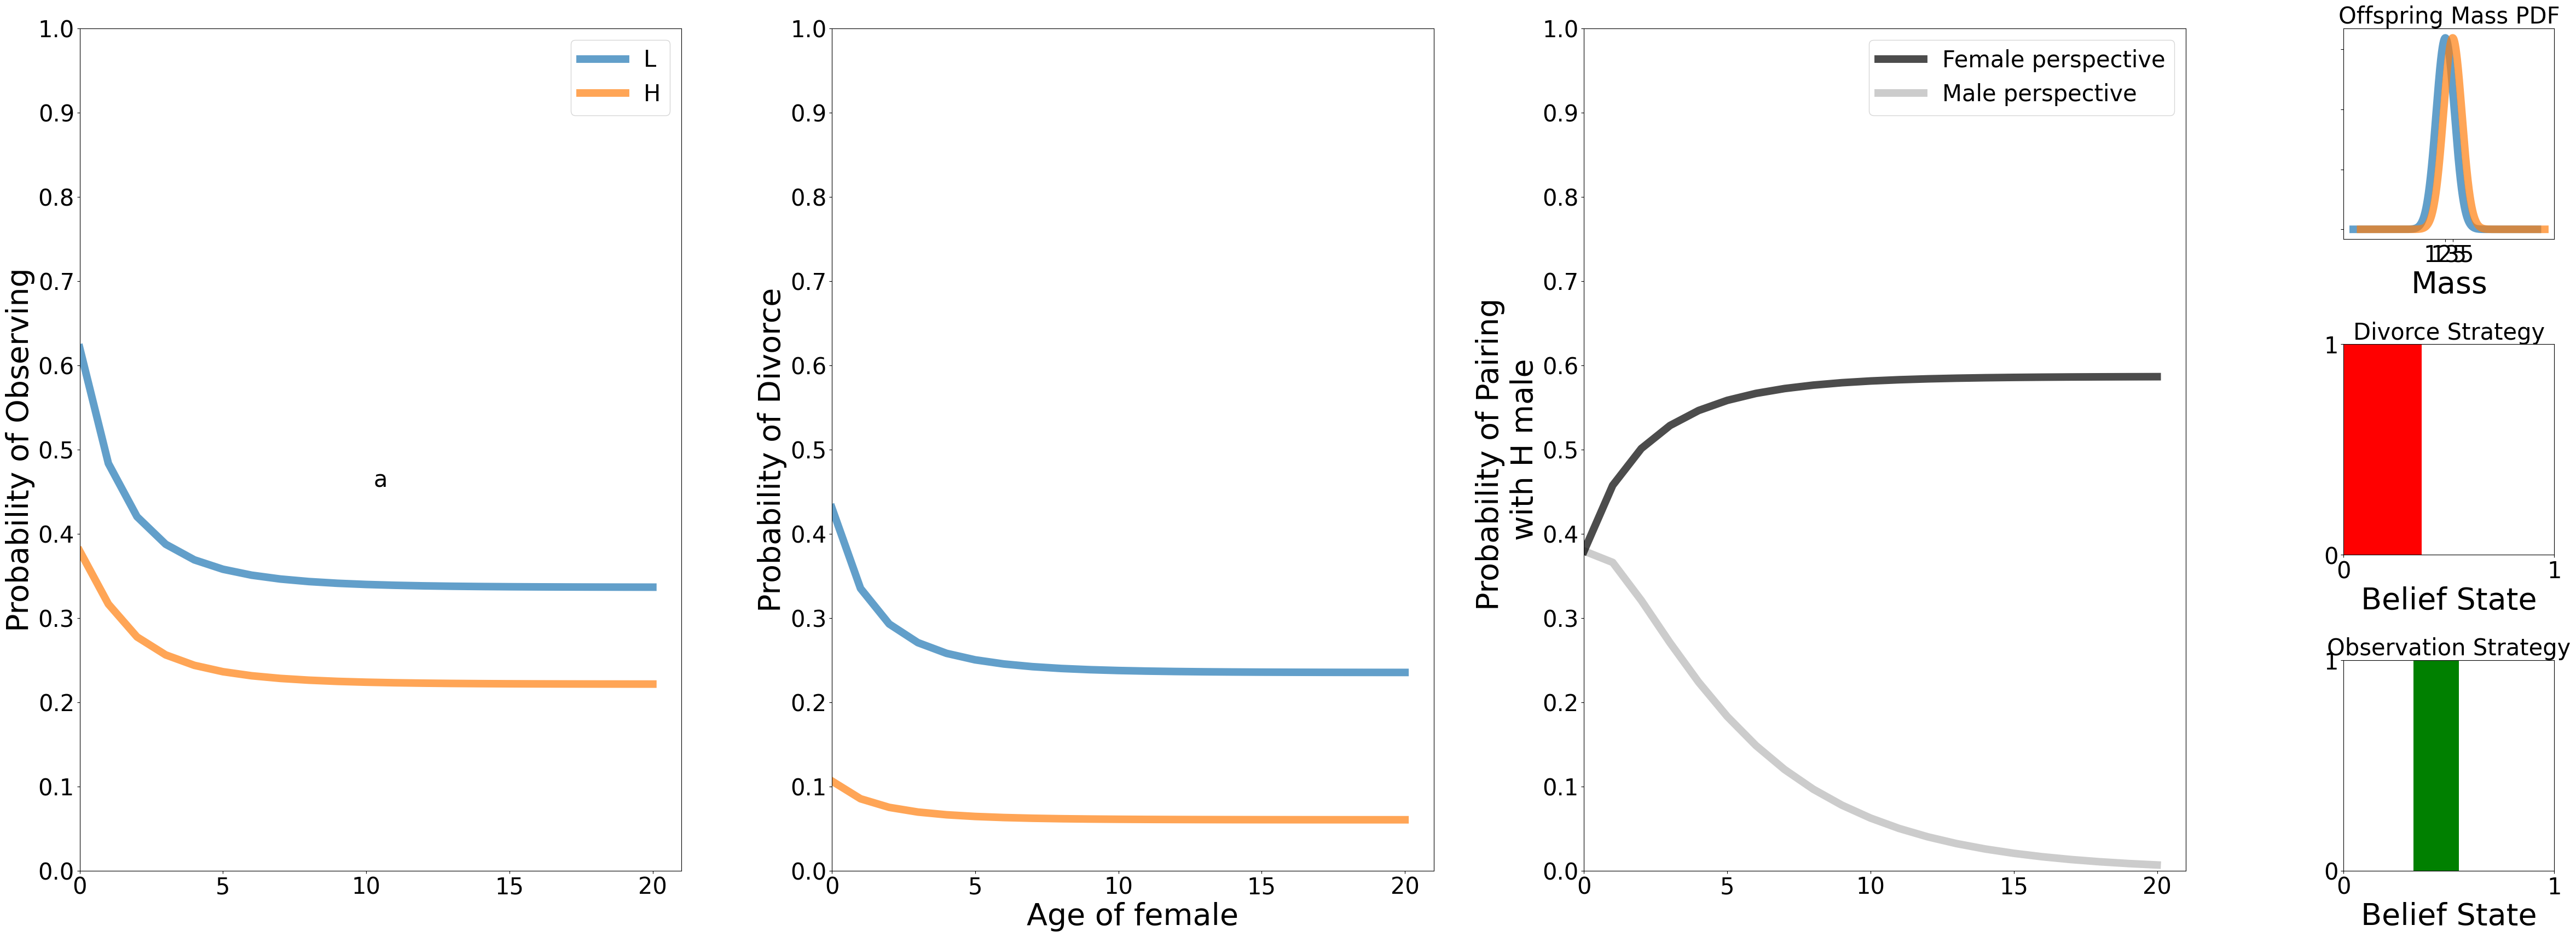 Probability of Observing
1.0
0.9
0.8
0.7
0.6
0.5
0.4
0.3
0.2
0.1
0.0
0 5 10 15 20
L
H
a
Probability of Divorce
1.0
0.9
0.8
0.7
0.6
0.5
0.4
0.3
0.2
0.1
0.0
0 5 10 15 20
Age of female
Probability of Pairing
with H male
1.0
0.9
0.8
0.7
0.6
0.5
0.4
0.3
0.2
0.1
0.0
0 5 10 15 20
Female perspective
Male perspective
Offspring Mass PDF
125 135
Mass
Divorce Strategy
1
0
0 1
Belief State
Observation Strategy
1
0
0 1
Belief State